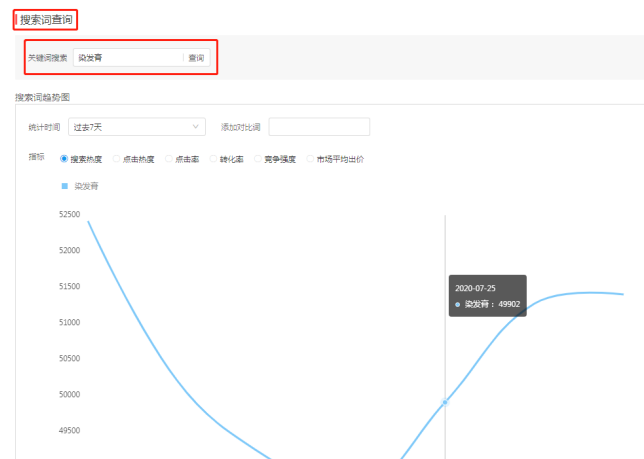 搜索词查询
关键词搜索 染发膏 查询
搜索词趋势图
统计时间 过去7天 添加对比词
指标 搜索热度 点击热度 点击率 转化率 竞争强度 市场平均出价
染发膏
52500
52000
51500
2020-07-25
染发膏： 49902
51000
50500
50000
49500